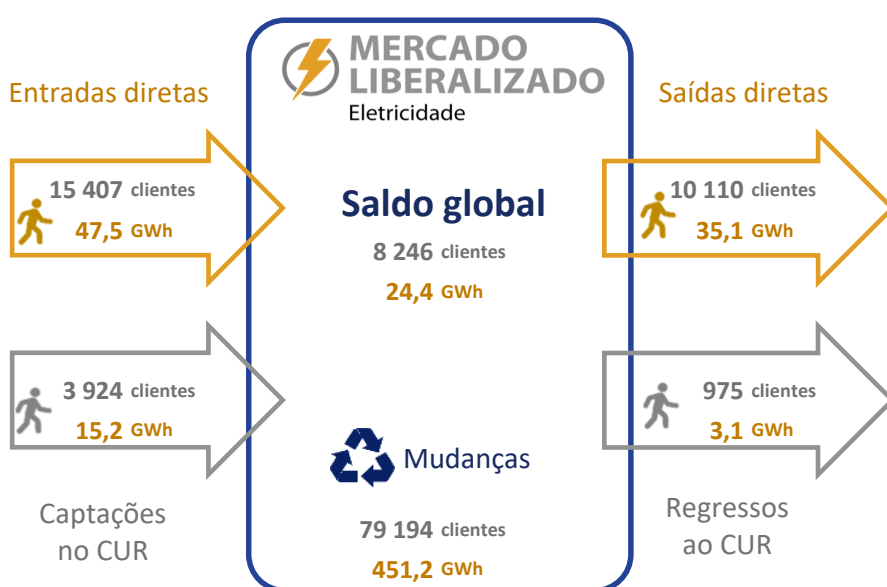 MERCADO
LIBERALIZADO
Eletricidade
Entradas diretas
Saídas diretas
15 407 clientes
47,5 GWh
Saldo global
8 246 clientes
24,4 GWh
10 110 clientes
35,1 GWh
3 924 clientes
15,2 GWh
975 clientes
3,1 GWh
Mudanças
79 194 clientes
451,2 GWh
Captações
no CUR
Regressos
ao CUR